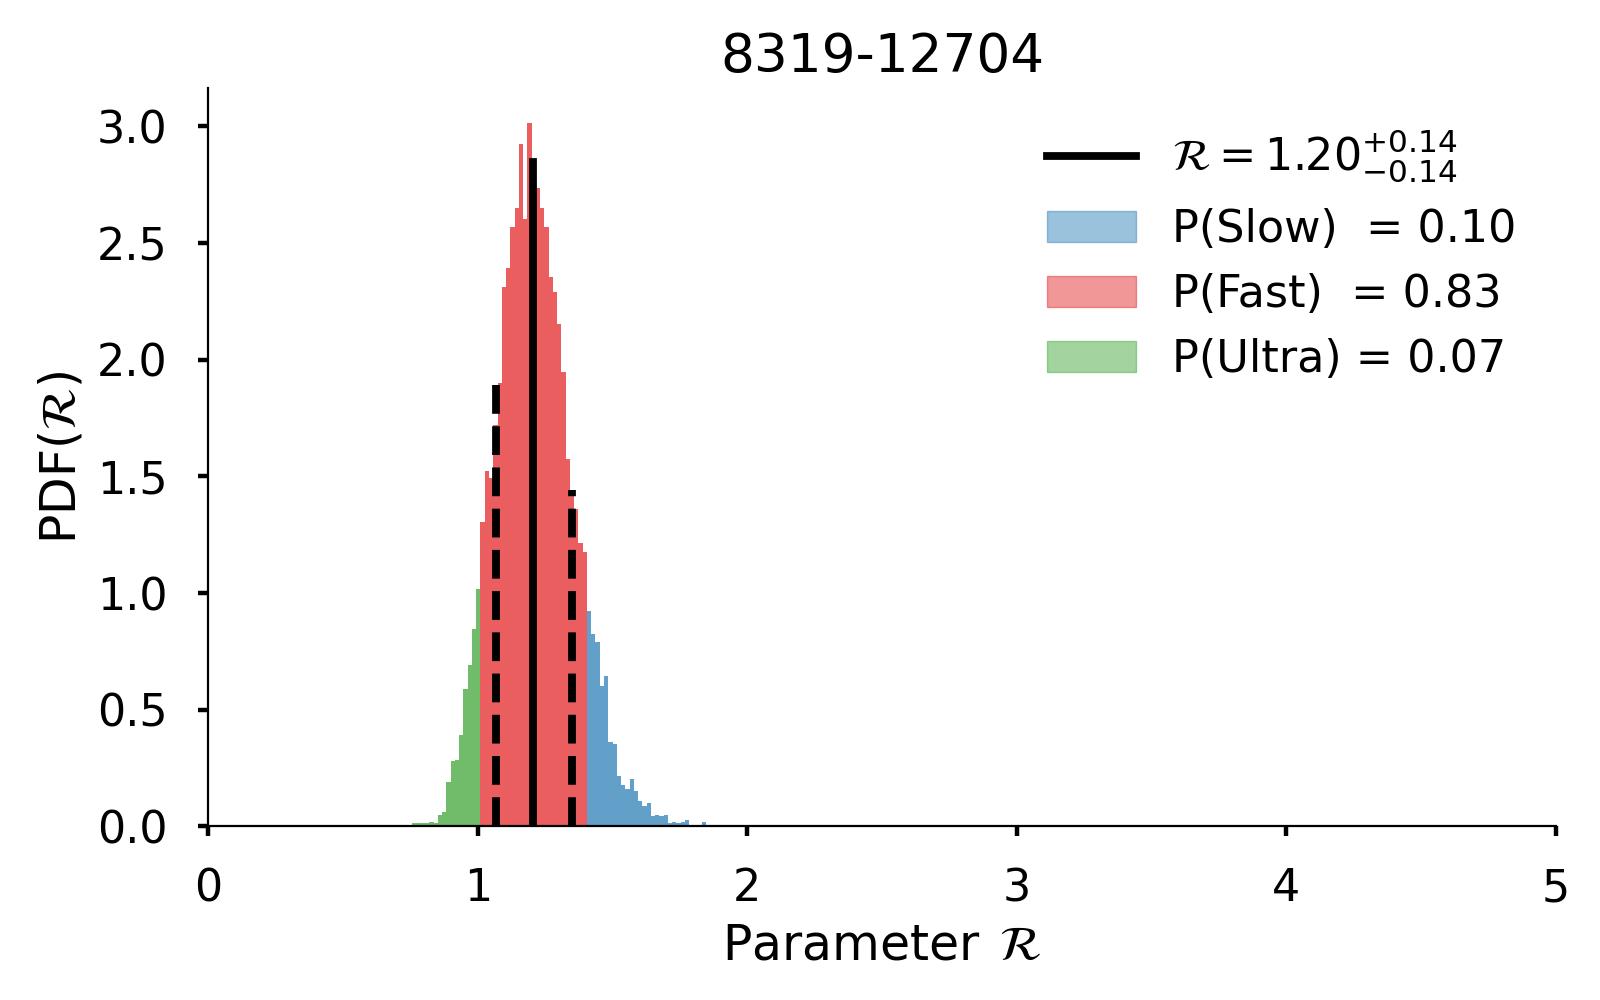 8319-12704
3.0
2.5
2.0
1.5
1.0
0.5
0.0
PDF(ℛ)
ℛ = 1.20+0.14−0.14
P(Slow) = 0.10
P(Fast) = 0.83
P(Ultra) = 0.07
0 1 2 3 4 5
Parameter ℛ